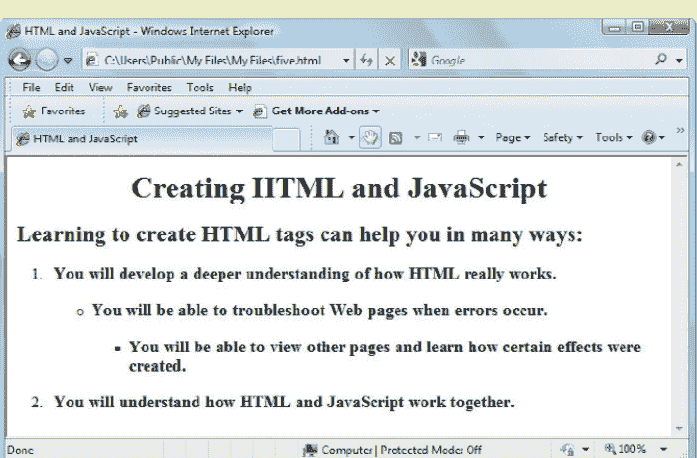 HTML and JavaScript - Windows Internet Explorer
C:\Users\Public\My Files\My Files\five.html
Google
File Edit View Favorites Tools Help
Favorites Suggested Sites Get More Add-ons
HTML and JavaScript Page Safety Tools
Creating HTML and JavaScript
Learning to create HTML tags can help you in many ways:
1. You will develop a deeper understanding of how HTML really works.
You will be able to troubleshoot Web pages when errors occur.
You will be able to view other pages and learn how certain effects were
created.
2. You will understand how HTML and JavaScript work together.
Done Computer | Protected Mode: Off 100%